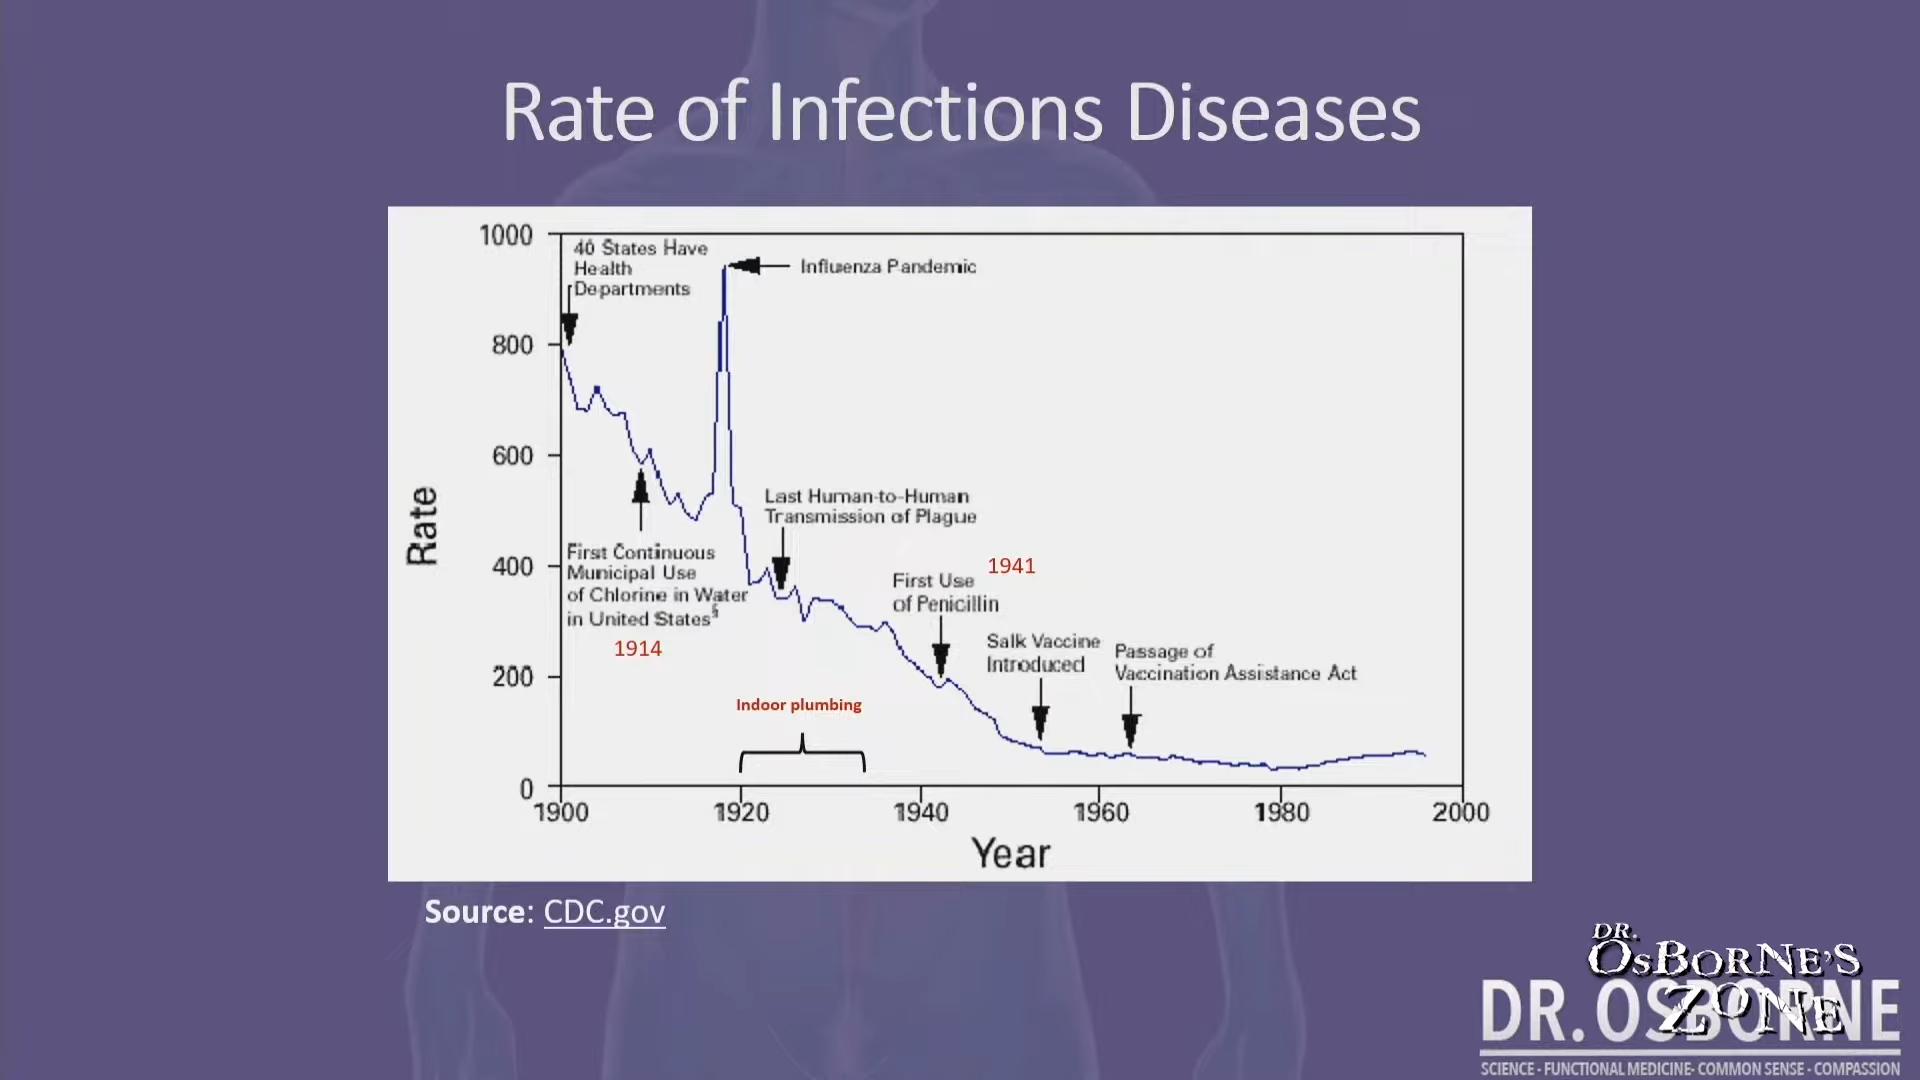 Rate of Infections Diseases
1000
800
600
400
200
0
Rate
40 States Have
Health
Departments
Influenza Pandemic
First Continuous
Municipal Use
of Chlorine in Water
in United States§
1914
Last Human-to-Human
Transmission of Plague
Indoor plumbing
1941
First Use
of Penicillin
Salk Vaccine
Introduced
Passage of
Vaccination Assistance Act
1900 1920 1940 1960 1980 2000
Year
Source: CDC.gov
DR.
OSBORNE'S
ZONE
DR. OSBORNE
SCIENCE - FUNCTIONAL MEDICINE- COMMON SENSE - COMPASSION